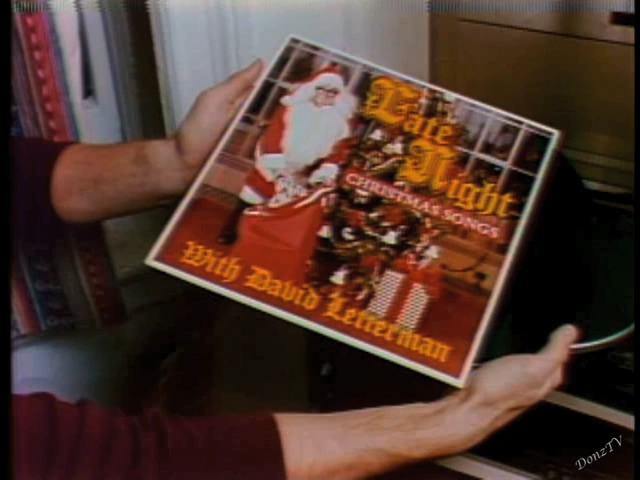 Late
Night
CHRISTMAS SONGS
With David Letterman
DonzTV